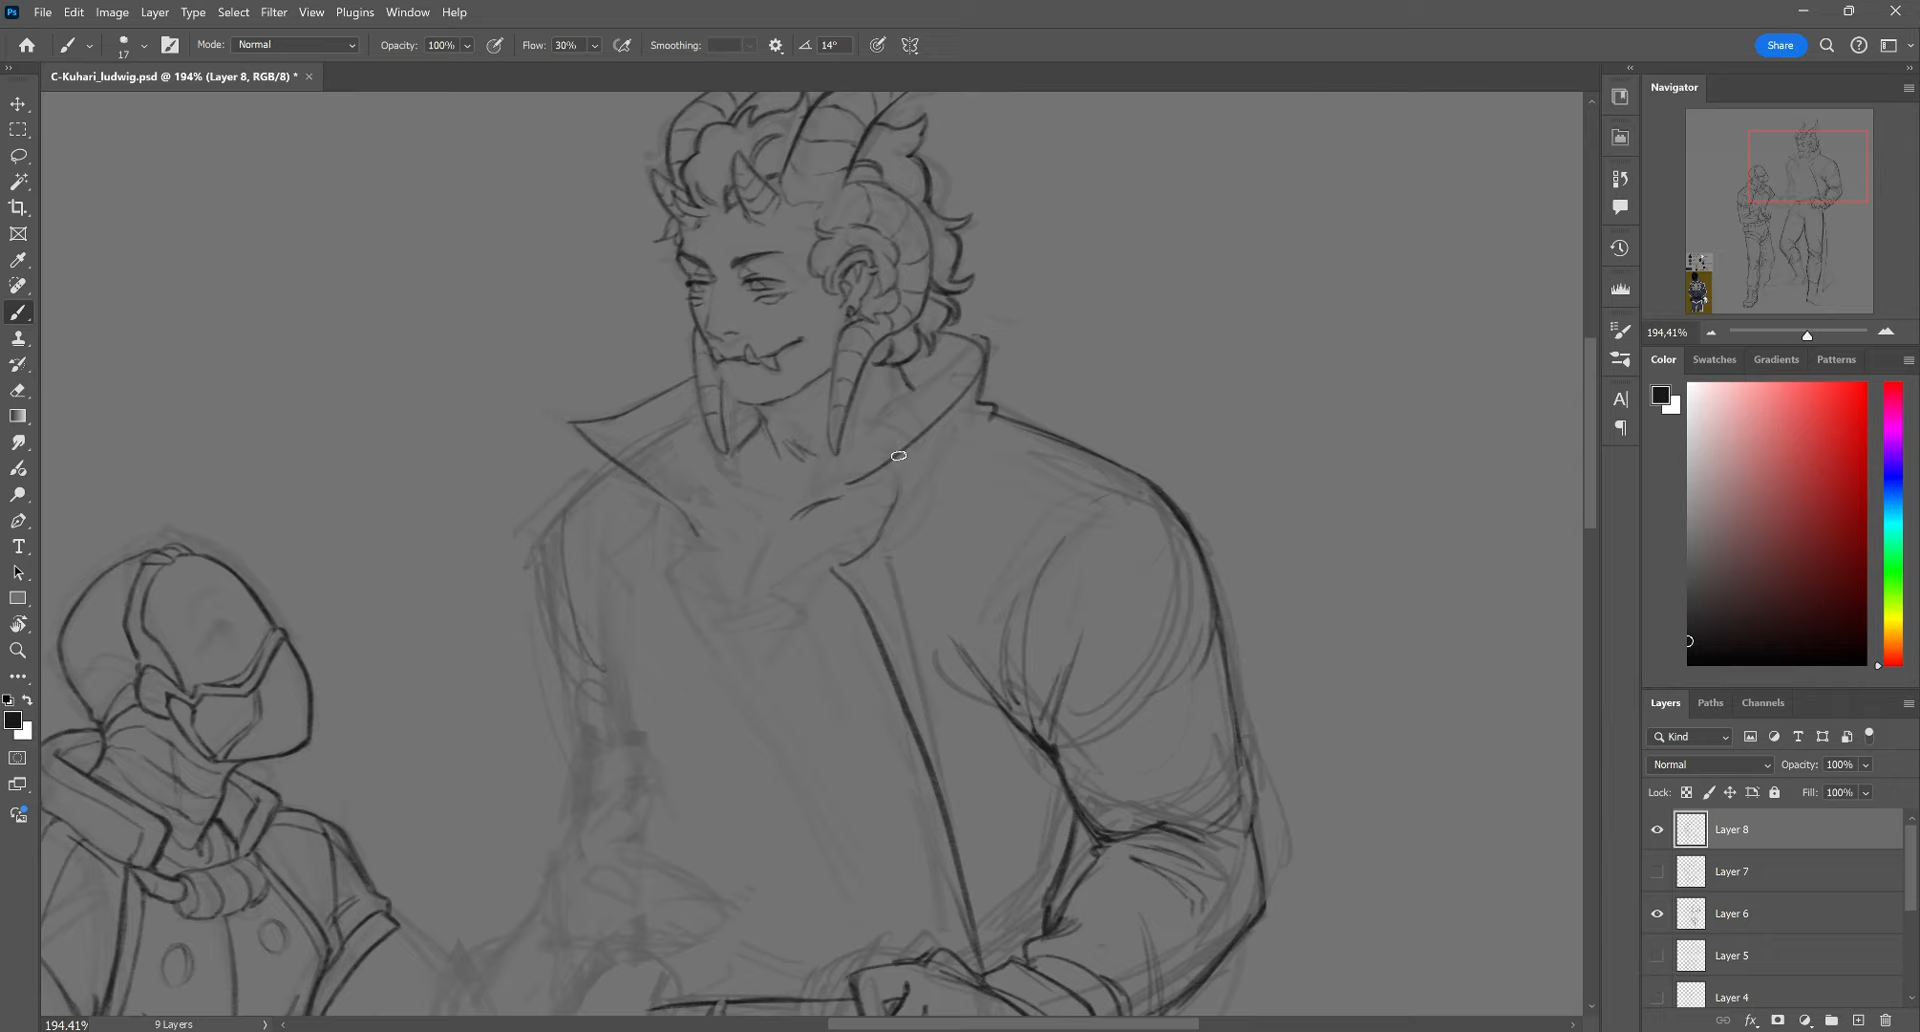 Ps File Edit Image Layer Type Select Filter View Plugins Window Help
17 Mode: Normal Opacity: 100% Flow: 30% Smoothing: 14° Share
C-Kuhari_ludwig.psd @ 194% (Layer 8, RGB/8) *
Navigator
194,41%
Color Swatches Gradients Patterns
Layers Paths Channels
Kind
Normal Opacity: 100%
Lock: Fill: 100%
Layer 8
Layer 7
Layer 6
Layer 5
Layer 4
194.41% 9 Layers